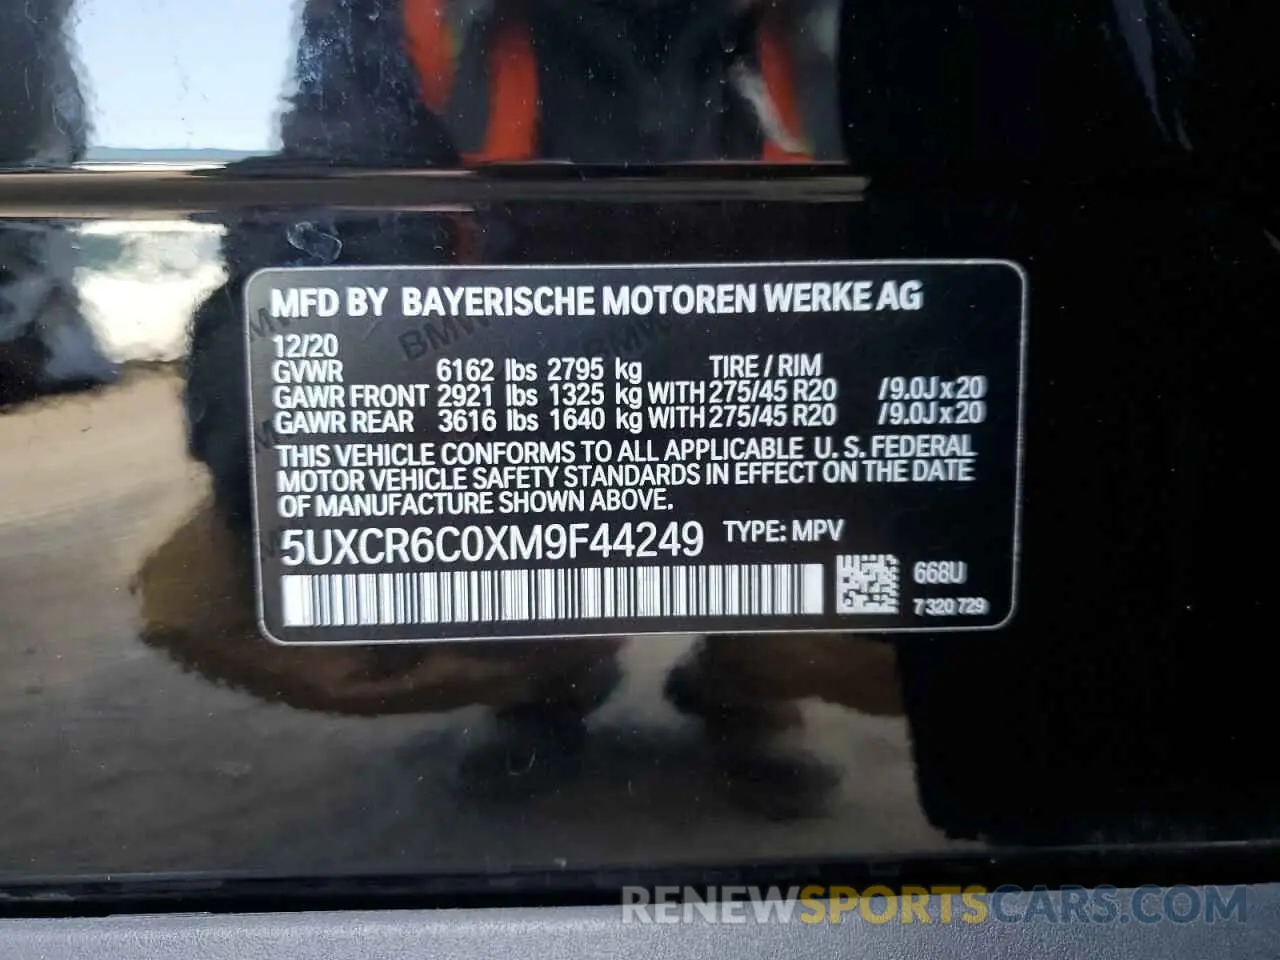 MFD BY BAYERISCHE MOTOREN WERKE AG
12/20
GVWR 6162 lbs 2795 kg TIRE / RIM
GAWR FRONT 2921 lbs 1325 kg WITH 275/45 R20 /9.0J x 20
GAWR REAR 3616 lbs 1640 kg WITH 275/45 R20 /9.0J x 20
THIS VEHICLE CONFORMS TO ALL APPLICABLE U.S. FEDERAL
MOTOR VEHICLE SAFETY STANDARDS IN EFFECT ON THE DATE
OF MANUFACTURE SHOWN ABOVE.
5UXCR6C0XM9F44249 TYPE: MPV
668U
7 320 729
RENEWSPORTSCARS.COM